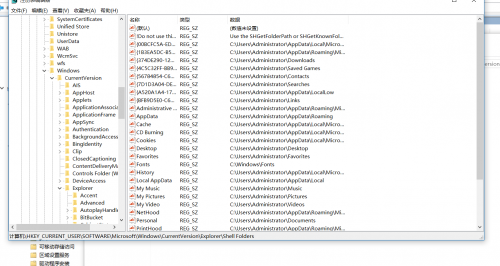 文件(F) 编辑(E) 查看(V) 收藏夹(A) 帮助(H)
SystemCertificates
Unified Store
Unistore
UserData
WAB
WcmSvc
wfs
Windows
CurrentVersion
AIS
AppHost
Applets
ApplicationAssocia
ApplicationFrame
AppSync
Authentication
BackgroundAccess
BingIdentity
Clip
ClosedCaptioning
ContentDeliveryMa
Controls Folder (W
DeviceAccess
Explorer
Accent
Advanced
AutoplayHandle
BitBucket
名称 类型 数据
(默认) REG_SZ (数值未设置)
!Do not use thi... REG_SZ Use the SHGetFolderPath or SHGetKnownFol...
REG_SZ C:\Users\Administrator\AppData\Local\Micro...
REG_SZ C:\Users\Administrator\AppData\Local\Micro...
{374DE290-12... REG_SZ C:\Users\Administrator\Downloads
{4C5C32FF-BB9... REG_SZ C:\Users\Administrator\Saved Games
{56784854-C6... REG_SZ C:\Users\Administrator\Contacts
{7D1D3A04-DE... REG_SZ C:\Users\Administrator\Searches
{A520A1A4-17... REG_SZ C:\Users\Administrator\AppData\LocalLow
{BFB9D5E0-C6... REG_SZ C:\Users\Administrator\Links
Administrative ... REG_SZ C:\Users\Administrator\AppData\Roaming\Mi...
AppData REG_SZ C:\Users\Administrator\AppData\Roaming
Cache REG_SZ C:\Users\Administrator\AppData\Local\Micro...
CD Burning REG_SZ C:\Users\Administrator\AppData\Local\Micro...
Cookies REG_SZ C:\Users\Administrator\AppData\Local\Micro...
Desktop REG_SZ C:\Users\Administrator\Desktop
Favorites REG_SZ C:\Users\Administrator\Favorites
Fonts REG_SZ C:\Windows\Fonts
History REG_SZ C:\Users\Administrator\AppData\Local\Micro...
Local AppData REG_SZ C:\Users\Administrator\AppData\Local
My Music REG_SZ C:\Users\Administrator\Music
My Pictures REG_SZ C:\Users\Administrator\Pictures
My Video REG_SZ C:\Users\Administrator\Videos
NetHood REG_SZ C:\Users\Administrator\AppData\Roaming\Mi...
Personal REG_SZ C:\Users\Administrator\Documents
PrintHood REG_SZ C:\Users\Administrator\AppData\Roaming\Mi...
计算机\HKEY_CURRENT_USER\SOFTWARE\Microsoft\Windows\CurrentVersion\Explorer\Shell Folders
可移动存储访问
区域设置服务
驱动程序安装